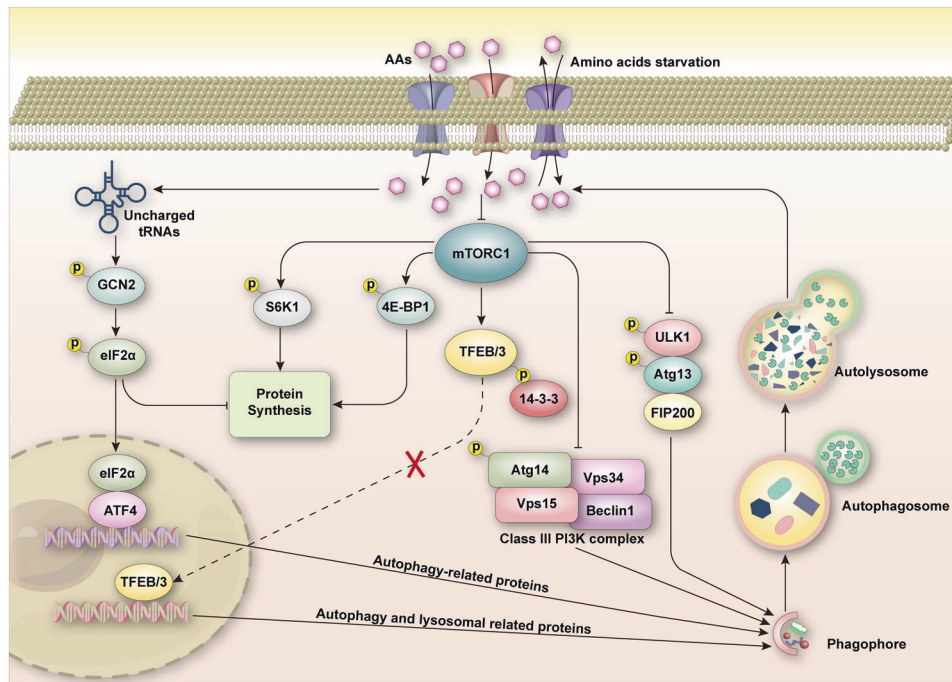 AAs
Amino acids starvation
Uncharged
tRNAs
mTORC1
p
GCN2
p
S6K1
p
4E-BP1
p
ULK1
p
eIF2α
TFEB/3
p
p
Atg13
Autolysosome
Protein
Synthesis
14-3-3
FIP200
p
Atg14
Vps34
eIF2α
Vps15
Beclin1
ATF4
Class III PI3K complex
Autophagosome
Autophagy-related proteins
TFEB/3
Autophagy and lysosomal related proteins
Phagophore